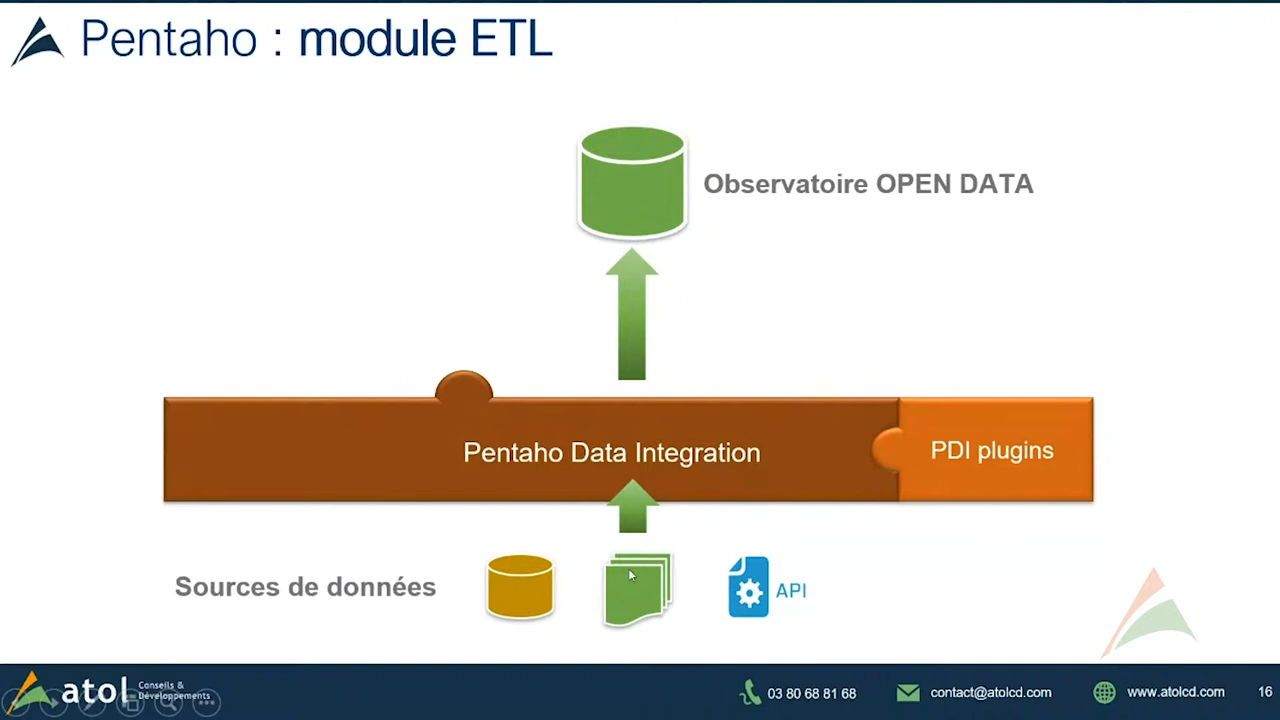 Pentaho : module ETL
Observatoire OPEN DATA
Pentaho Data Integration
PDI plugins
Sources de données
API
atol
Conseils &
Développements
03 80 68 81 68
contact@atolcd.com
www.atolcd.com
16